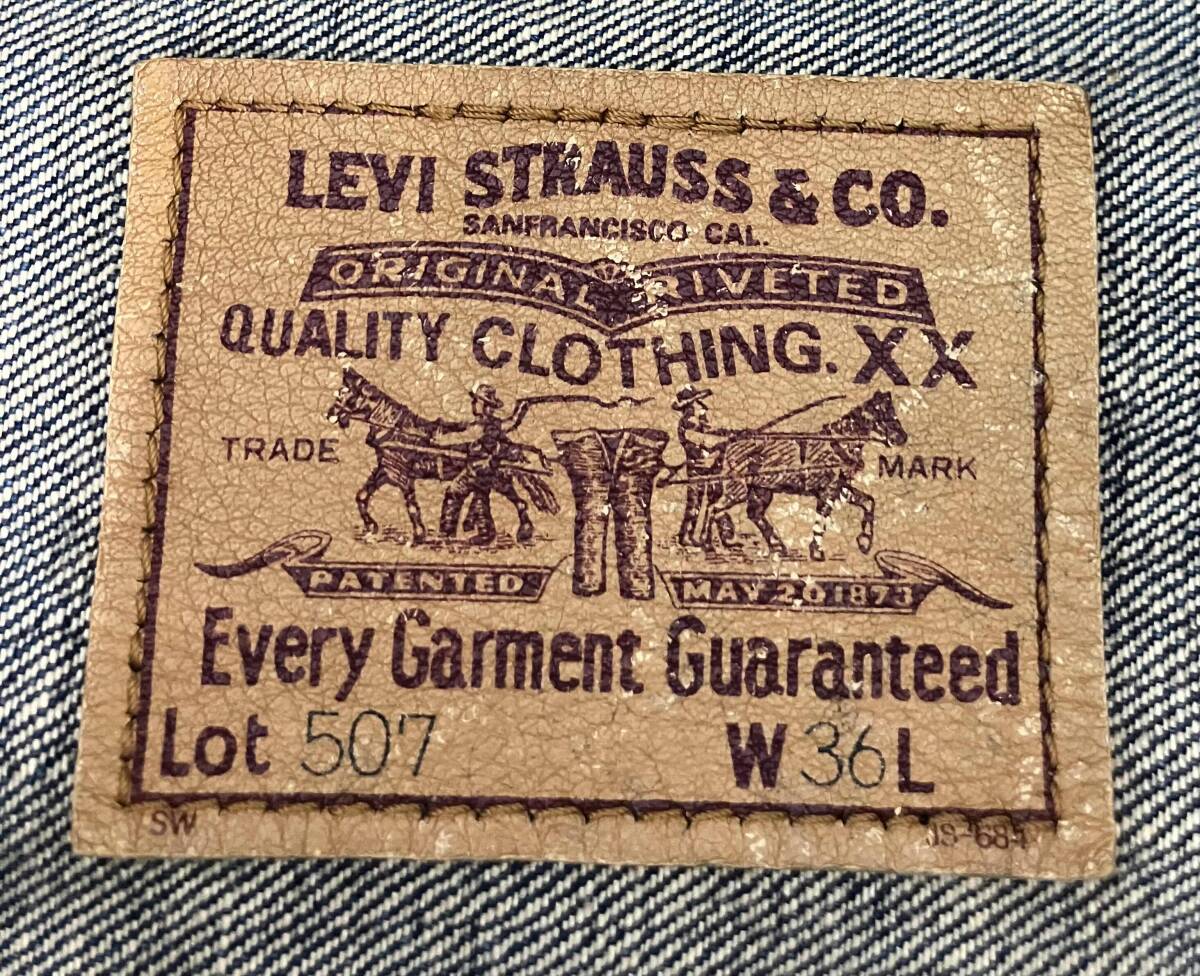 LEVI STRAUSS & CO.
SANFRANCISCO CAL.
ORIGINAL RIVETED
QUALITY CLOTHING. XX
TRADE MARK
PATENTED MAY 20 1873
Every Garment Guaranteed
Lot 507 W 36 L
SW